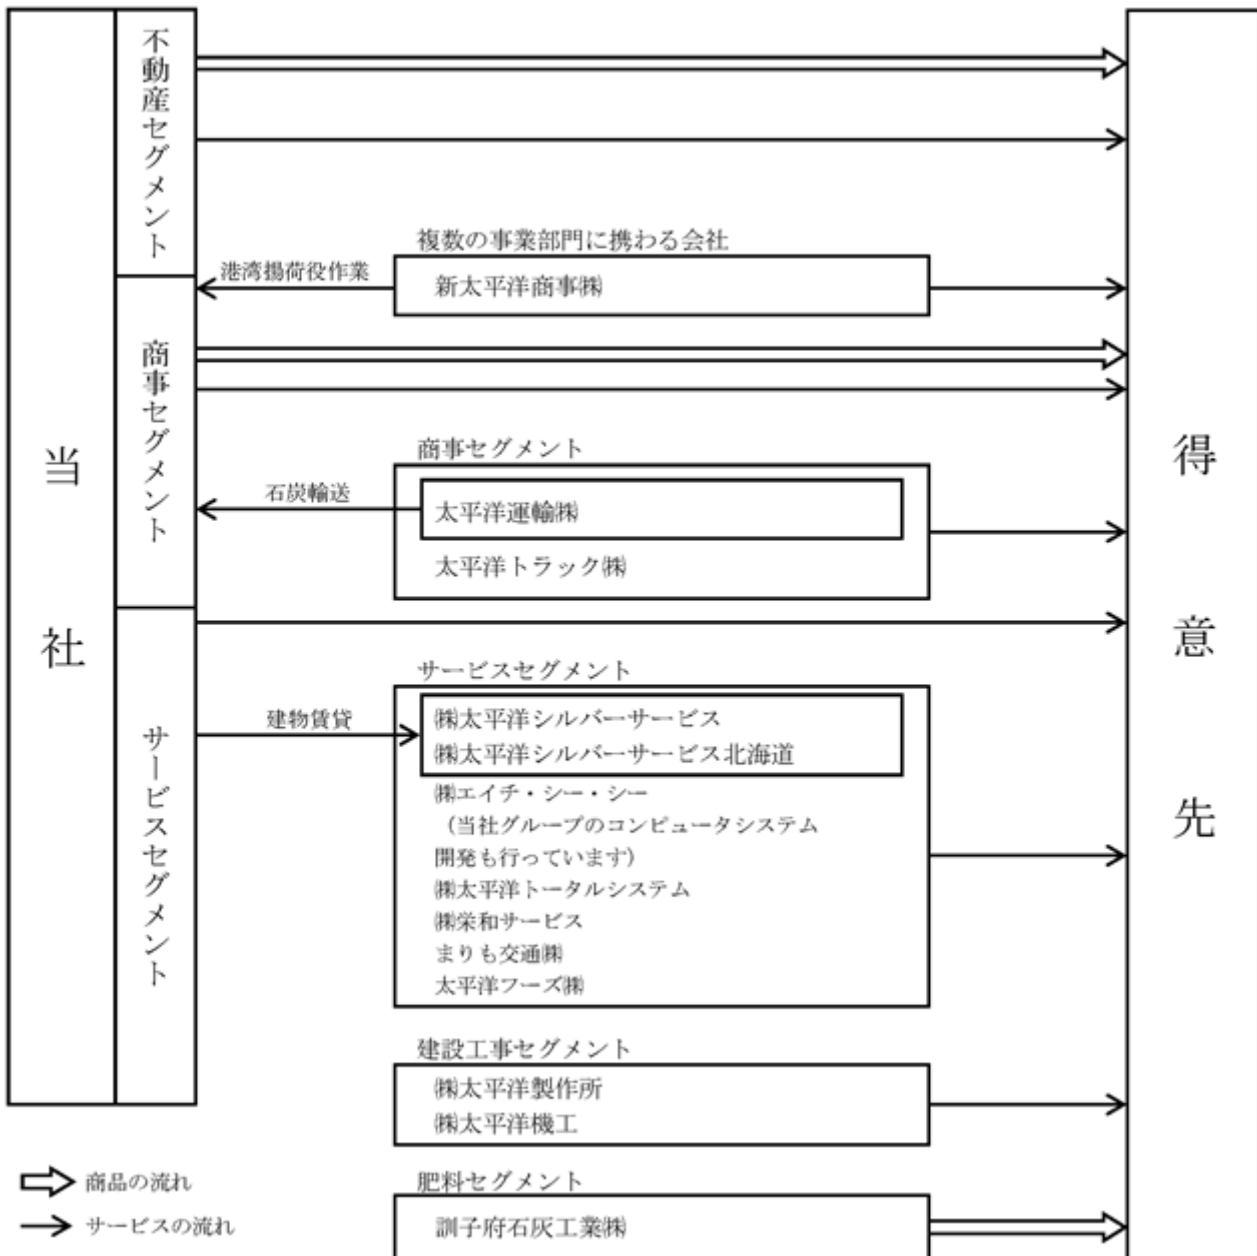 当社
不動産セグメント
商事セグメント
サービスセグメント
複数の事業部門に携わる会社
港湾揚荷役作業
新太平洋商事㈱
商事セグメント
石炭輸送
太平洋運輸㈱
太平洋トラック㈱
サービスセグメント
建物賃貸
㈱太平洋シルバーサービス
㈱太平洋シルバーサービス北海道
㈱エイチ・シー・シー
（当社グループのコンピュータシステム
開発も行っています）
㈱太平洋トータルシステム
㈱栄和サービス
まりも交通㈱
太平洋フーズ㈱
建設工事セグメント
㈱太平洋製作所
㈱太平洋機工
肥料セグメント
訓子府石灰工業㈱
得意先
商品の流れ
サービスの流れ